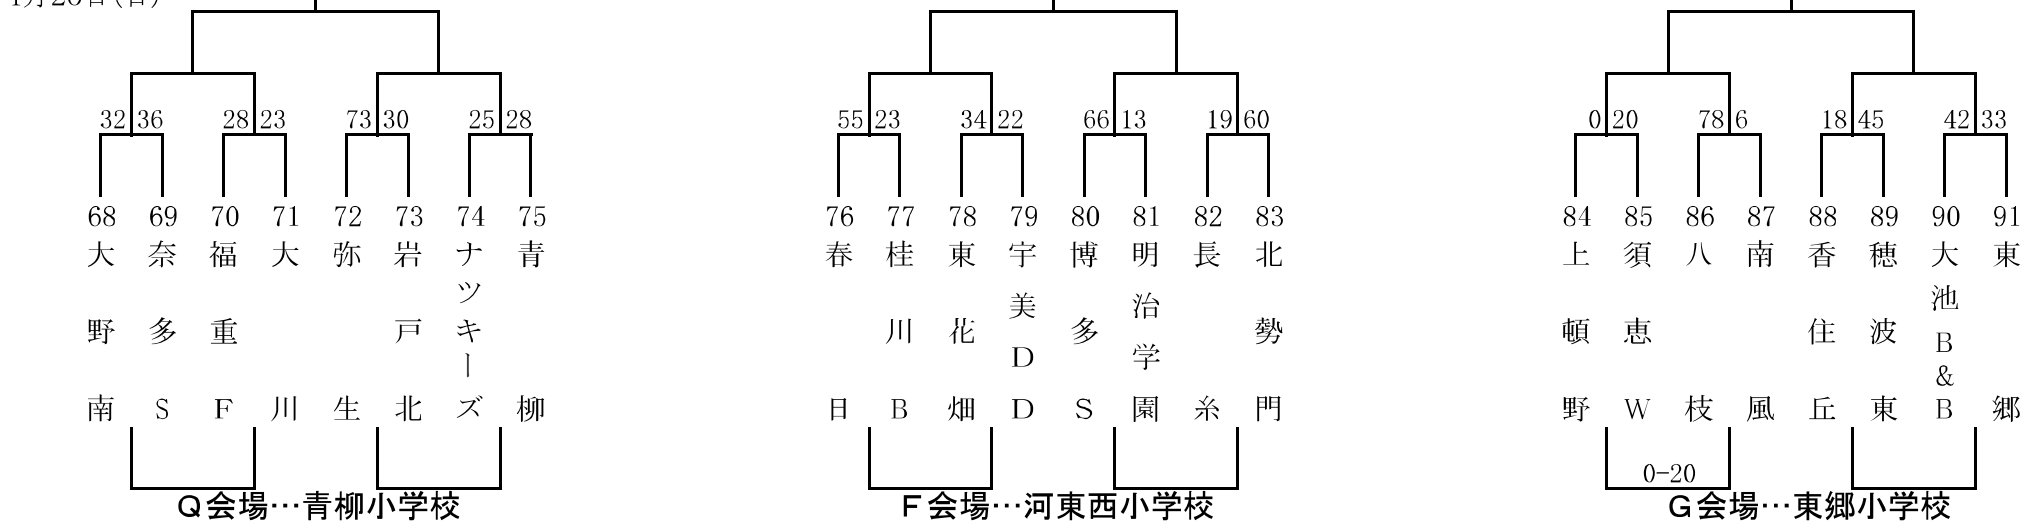 32 36 28 23 73 30 25 28
68 69 70 71 72 73 74 75
大野南
奈多S
福重F
大川
弥生
岩戸北
ナツキーズ
青柳
Q会場…青柳小学校
55 23 34 22 66 13 19 60
76 77 78 79 80 81 82 83
春日
桂川B
東花畑
宇美DD
博多S
明治学園
長糸
北勢門
F会場…河東西小学校
0 20 78 6 18 45 42 33
84 85 86 87 88 89 90 91
上頓野
須恵W
八枝
南風
香住丘
穂波東
大池B&B
東郷
0-20
G会場…東郷小学校